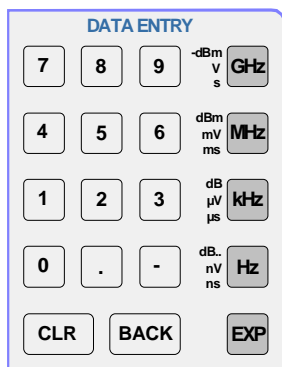 DATA ENTRY
7 8 9 -dBm V s GHz
4 5 6 dBm mV ms MHz
1 2 3 dB µV µs kHz
0 . - dB.. nV ns Hz
CLR BACK EXP